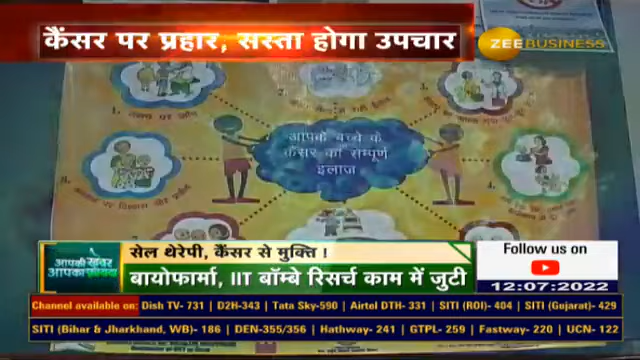 कैंसर पर प्रहार, सस्ता होगा उपचार
ZEE BUSINESS
आपके बच्चे के
कैंसर का सम्पूर्ण
इलाज
आपकी खबर
आपका फायदा
सेल थेरेपी, कैंसर से मुक्ति !
बायोफार्मा, IIT बॉम्बे रिसर्च काम में जुटी
Follow us on
12:07:2022
Channel available on: Dish TV- 731 | D2H-343 | Tata Sky-590 | Airtel DTH- 331 | SITI (ROI)- 404 | SITI (Gujarat)- 429
SITI (Bihar & Jharkhand, WB)- 186 | DEN-355/356 | Hathway- 241 | GTPL- 259 | Fastway- 220 | UCN- 122